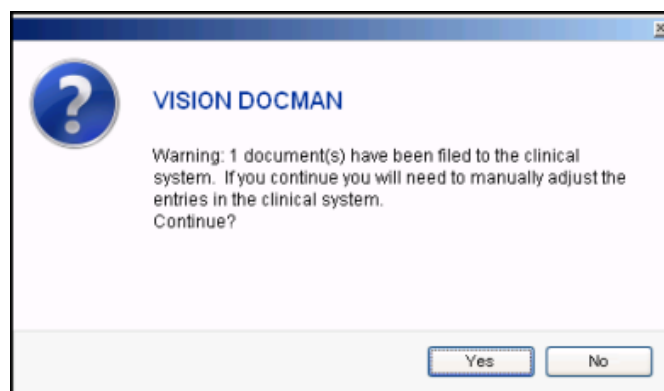 VISION DOCMAN
Warning: 1 document(s) have been filed to the clinical
system. If you continue you will need to manually adjust the
entries in the clinical system.
Continue?
Yes No